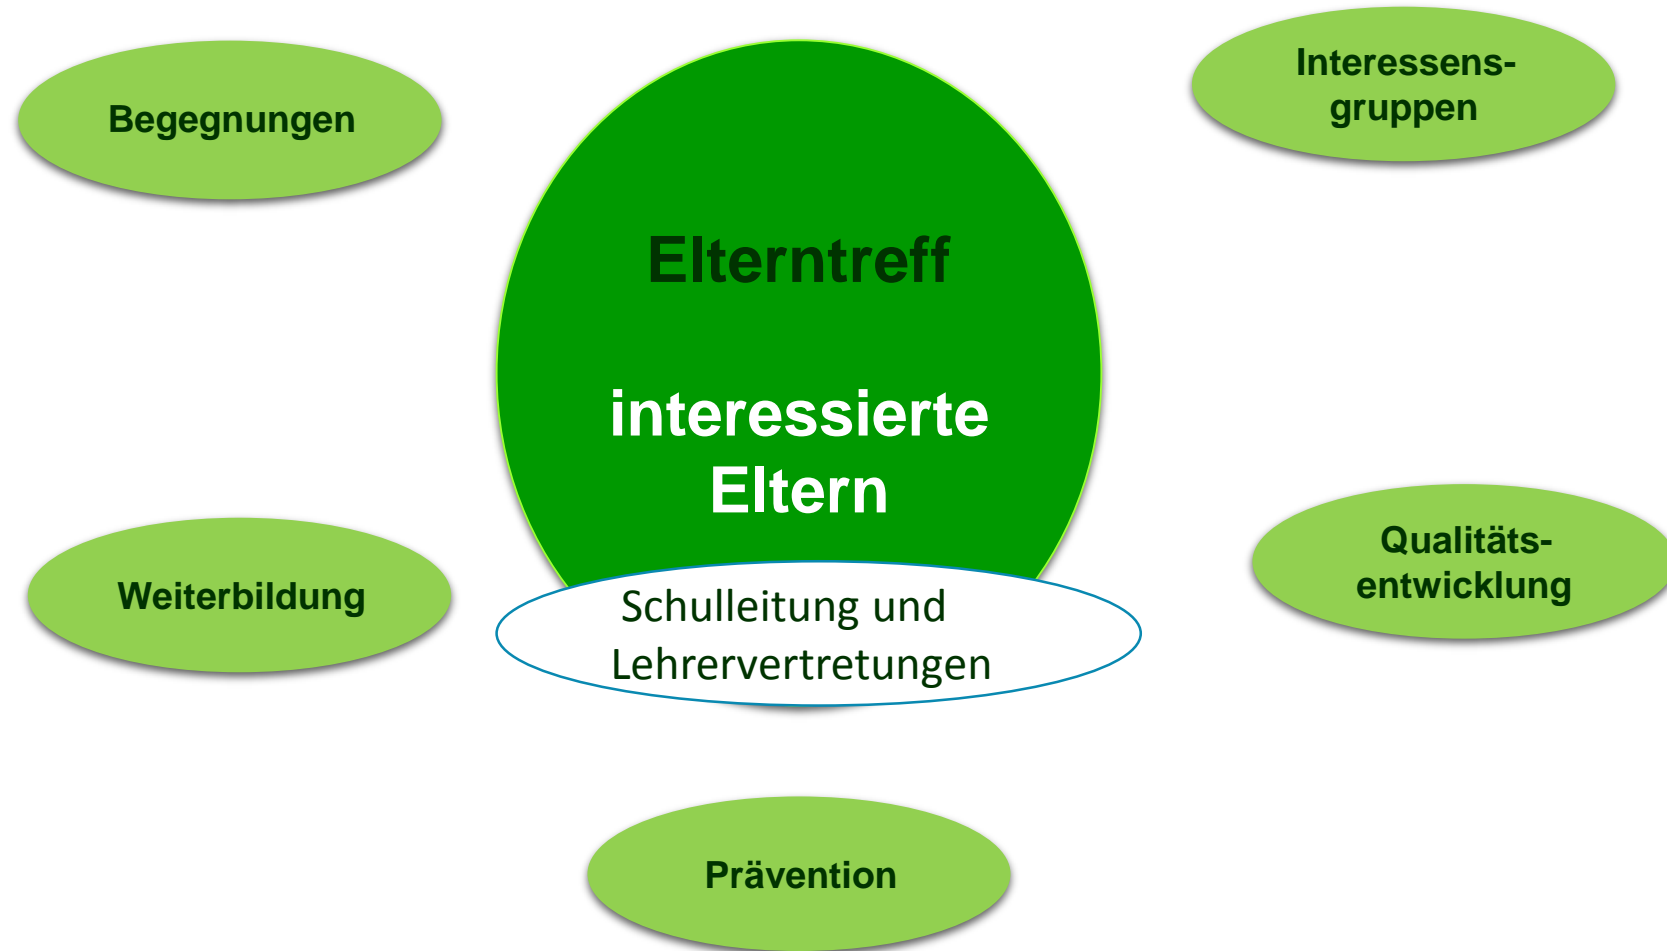 Begegnungen
Interessens-
gruppen
Elterntreff
interessierte
Eltern
Weiterbildung
Qualitäts-
entwicklung
Schulleitung und
Lehrervertretungen
Prävention